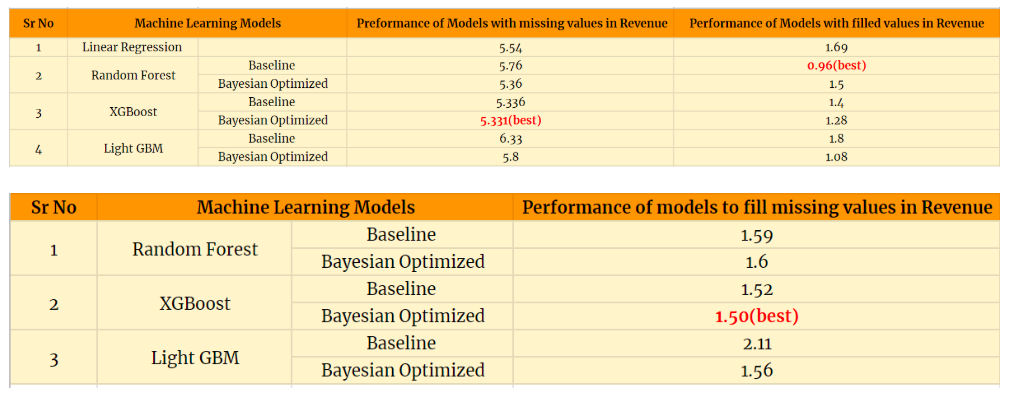 Sr No Machine Learning Models Preformance of Models with missing values in Revenue Performance of Models with filled values in Revenue
1 Linear Regression 5.54 1.69
2 Random Forest Baseline 5.76 0.96(best)
Bayesian Optimized 5.36 1.5
3 XGBoost Baseline 5.336 1.4
Bayesian Optimized 5.331(best) 1.28
4 Light GBM Baseline 6.33 1.8
Bayesian Optimized 5.8 1.08
Sr No Machine Learning Models Performance of models to fill missing values in Revenue
1 Random Forest Baseline 1.59
Bayesian Optimized 1.6
2 XGBoost Baseline 1.52
Bayesian Optimized 1.50(best)
3 Light GBM Baseline 2.11
Bayesian Optimized 1.56